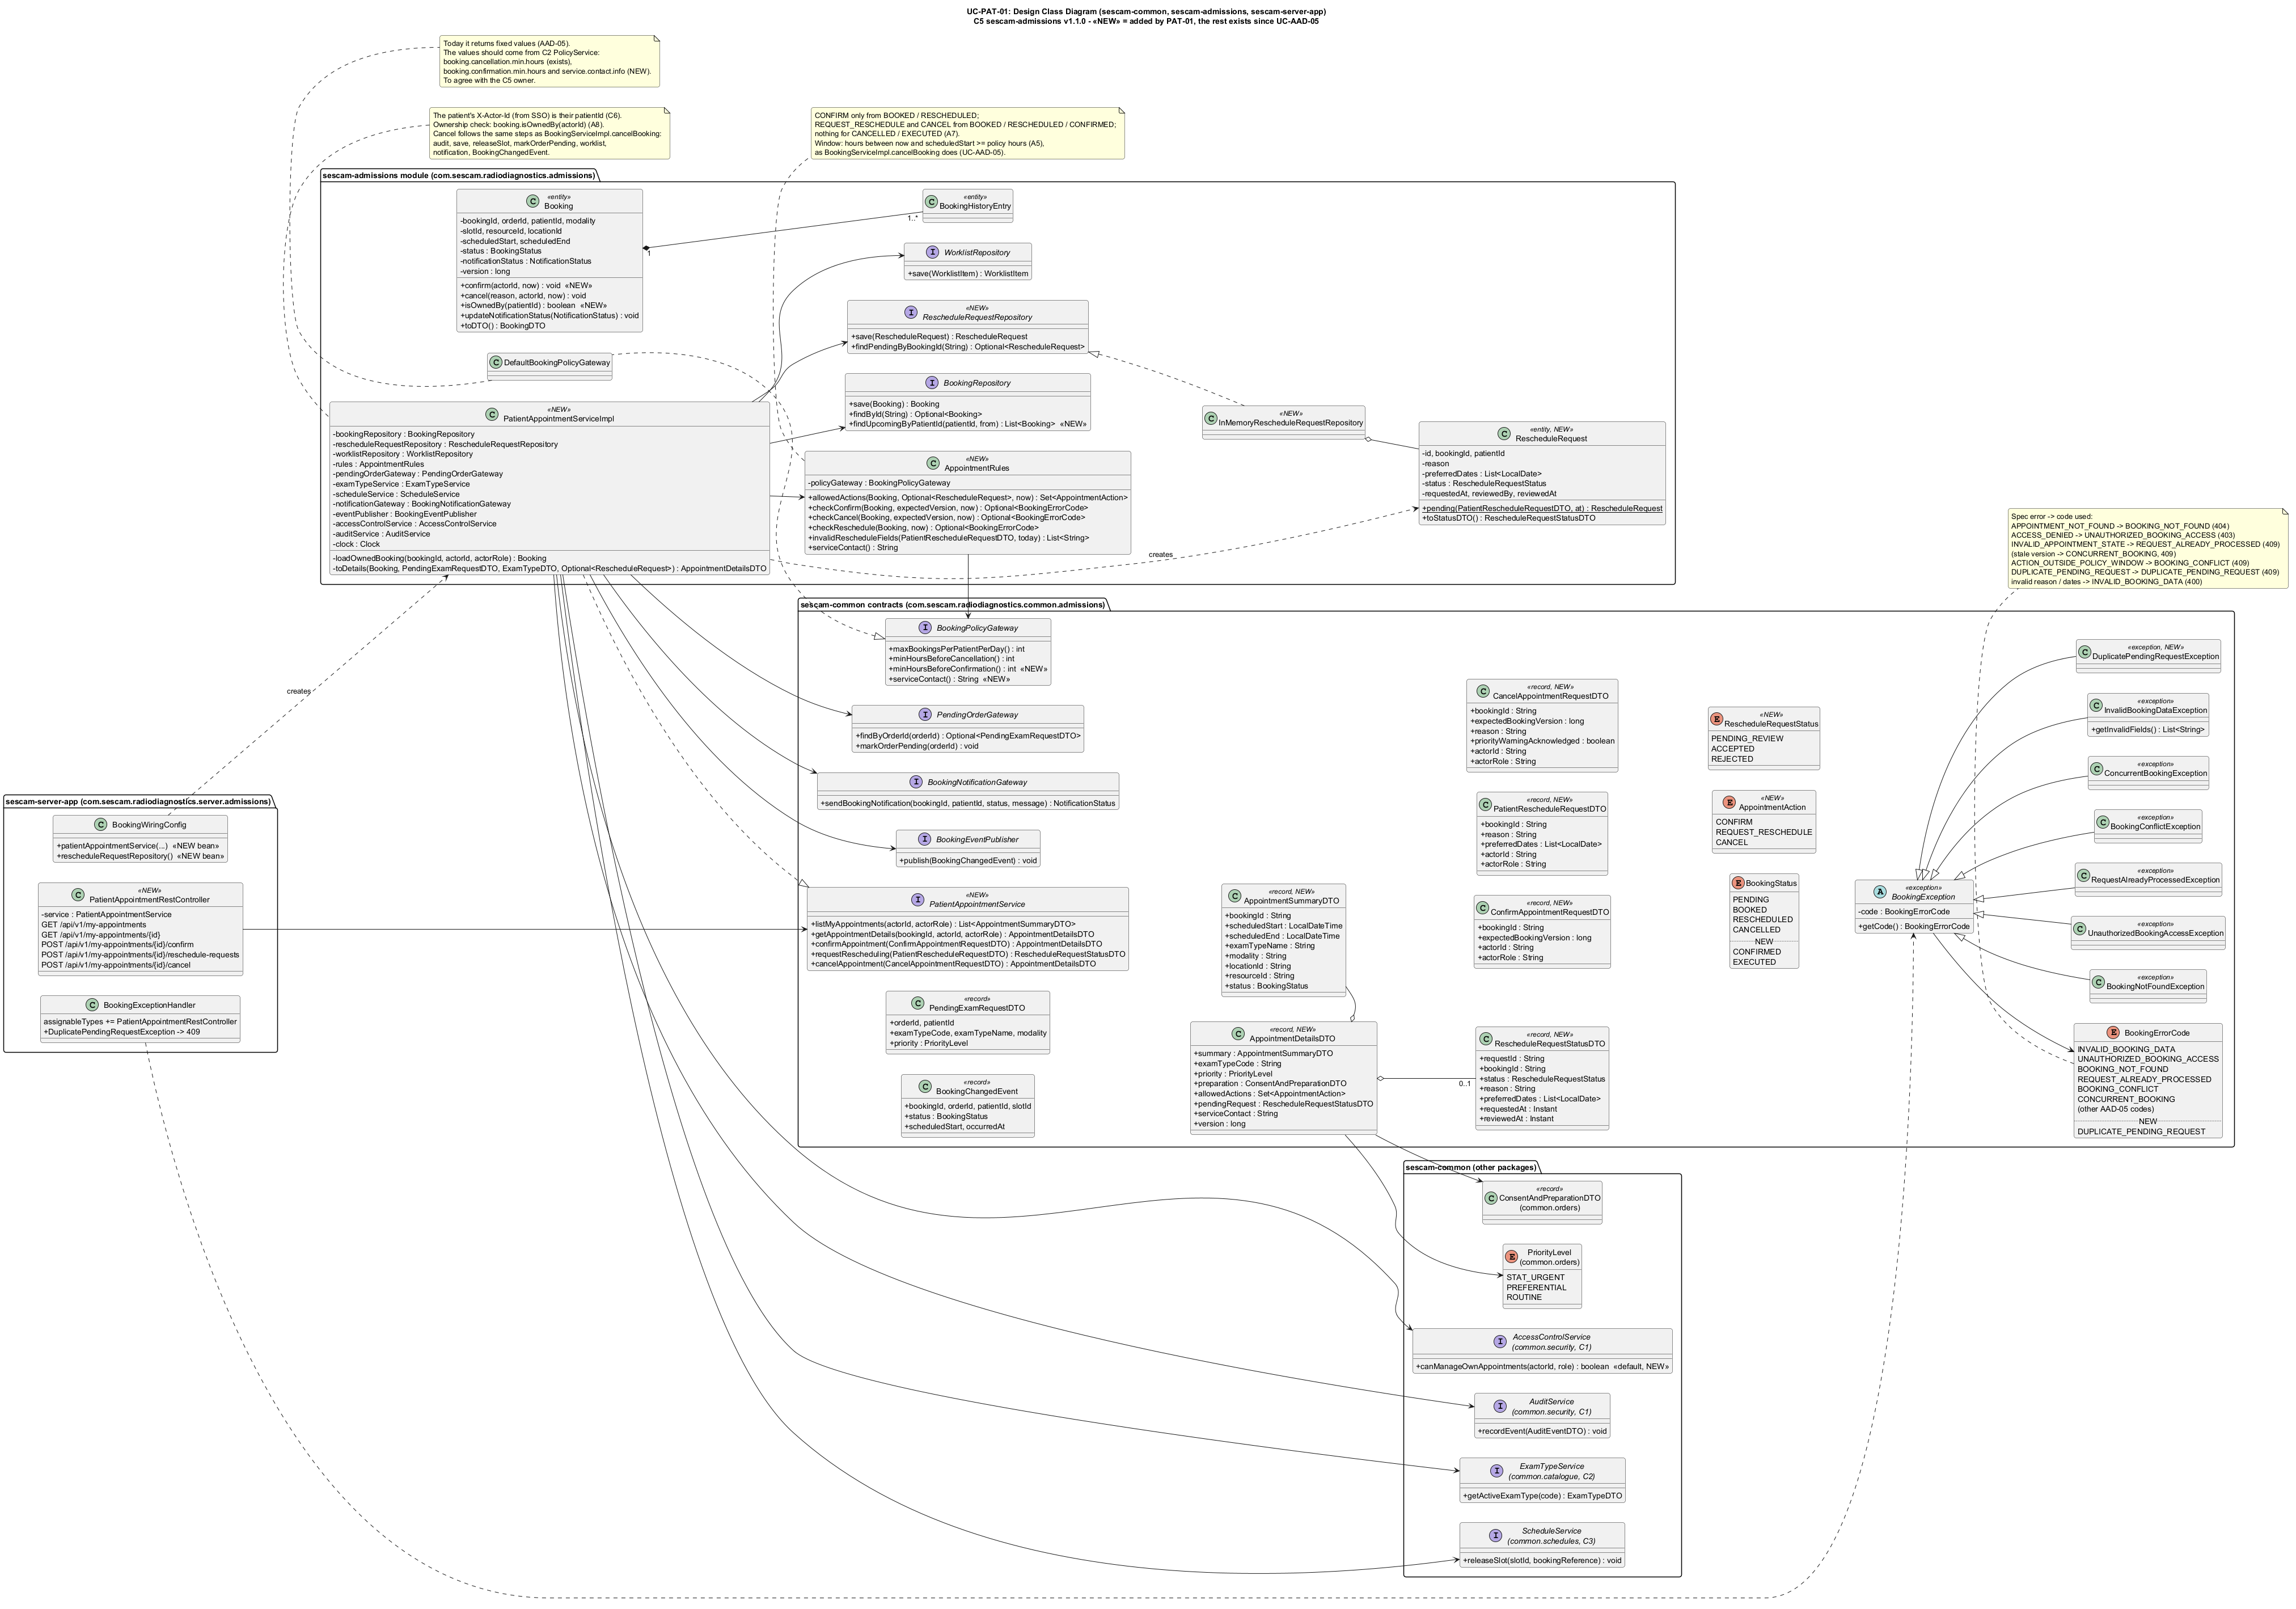 UC-PAT-01: Design Class Diagram (sescam-common, sescam-admissions, sescam-server-app)
C5 sescam-admissions v1.1.0 - «NEW» = added by PAT-01, the rest exists since UC-AAD-05
Today it returns fixed values (AAD-05).
The values should come from C2 PolicyService:
booking.cancellation.min.hours (exists),
booking.confirmation.min.hours and service.contact.info (NEW).
To agree with the C5 owner.
The patient's X-Actor-Id (from SSO) is their patientId (C6).
Ownership check: booking.isOwnedBy(actorId) (A8).
Cancel follows the same steps as BookingServiceImpl.cancelBooking:
audit, save, releaseSlot, markOrderPending, worklist,
notification, BookingChangedEvent.
CONFIRM only from BOOKED / RESCHEDULED;
REQUEST_RESCHEDULE and CANCEL from BOOKED / RESCHEDULED / CONFIRMED;
nothing for CANCELLED / EXECUTED (A7).
Window: hours between now and scheduledStart >= policy hours (A5),
as BookingServiceImpl.cancelBooking does (UC-AAD-05).
sescam-admissions module (com.sescam.radiodiagnostics.admissions)
C
«entity»
Booking
-bookingId, orderId, patientId, modality
-slotId, resourceId, locationId
-scheduledStart, scheduledEnd
-status : BookingStatus
-notificationStatus : NotificationStatus
-version : long
+confirm(actorId, now) : void «NEW»
+cancel(reason, actorId, now) : void
+isOwnedBy(patientId) : boolean «NEW»
+updateNotificationStatus(NotificationStatus) : void
+toDTO() : BookingDTO
1
1..*
C
«entity»
BookingHistoryEntry
I
WorklistRepository
+save(WorklistItem) : WorklistItem
I
«NEW»
RescheduleRequestRepository
+save(RescheduleRequest) : RescheduleRequest
+findPendingByBookingId(String) : Optional<RescheduleRequest>
C
DefaultBookingPolicyGateway
I
BookingRepository
+save(Booking) : Booking
+findById(String) : Optional<Booking>
+findUpcomingByPatientId(patientId, from) : List<Booking> «NEW»
C
«NEW»
PatientAppointmentServiceImpl
-bookingRepository : BookingRepository
-rescheduleRequestRepository : RescheduleRequestRepository
-worklistRepository : WorklistRepository
-rules : AppointmentRules
-pendingOrderGateway : PendingOrderGateway
-examTypeService : ExamTypeService
-scheduleService : ScheduleService
-notificationGateway : BookingNotificationGateway
-eventPublisher : BookingEventPublisher
-accessControlService : AccessControlService
-auditService : AuditService
-clock : Clock
-loadOwnedBooking(bookingId, actorId, actorRole) : Booking
-toDetails(Booking, PendingExamRequestDTO, ExamTypeDTO, Optional<RescheduleRequest>) : AppointmentDetailsDTO
C
«NEW»
AppointmentRules
-policyGateway : BookingPolicyGateway
+allowedActions(Booking, Optional<RescheduleRequest>, now) : Set<AppointmentAction>
+checkConfirm(Booking, expectedVersion, now) : Optional<BookingErrorCode>
+checkCancel(Booking, expectedVersion, now) : Optional<BookingErrorCode>
+checkReschedule(Booking, now) : Optional<BookingErrorCode>
+invalidRescheduleFields(PatientRescheduleRequestDTO, today) : List<String>
+serviceContact() : String
C
«NEW»
InMemoryRescheduleRequestRepository
C
«entity, NEW»
RescheduleRequest
-id, bookingId, patientId
-reason
-preferredDates : List<LocalDate>
-status : RescheduleRequestStatus
-requestedAt, reviewedBy, reviewedAt
+pending(PatientRescheduleRequestDTO, at) : RescheduleRequest
+toStatusDTO() : RescheduleRequestStatusDTO
creates
Spec error -> code used:
APPOINTMENT_NOT_FOUND -> BOOKING_NOT_FOUND (404)
ACCESS_DENIED -> UNAUTHORIZED_BOOKING_ACCESS (403)
INVALID_APPOINTMENT_STATE -> REQUEST_ALREADY_PROCESSED (409)
(stale version -> CONCURRENT_BOOKING, 409)
ACTION_OUTSIDE_POLICY_WINDOW -> BOOKING_CONFLICT (409)
DUPLICATE_PENDING_REQUEST -> DUPLICATE_PENDING_REQUEST (409)
invalid reason / dates -> INVALID_BOOKING_DATA (400)
sescam-common contracts (com.sescam.radiodiagnostics.common.admissions)
I
BookingPolicyGateway
+maxBookingsPerPatientPerDay() : int
+minHoursBeforeCancellation() : int
+minHoursBeforeConfirmation() : int «NEW»
+serviceContact() : String «NEW»
I
PendingOrderGateway
+findByOrderId(orderId) : Optional<PendingExamRequestDTO>
+markOrderPending(orderId) : void
I
BookingNotificationGateway
+sendBookingNotification(bookingId, patientId, status, message) : NotificationStatus
I
BookingEventPublisher
+publish(BookingChangedEvent) : void
I
«NEW»
PatientAppointmentService
+listMyAppointments(actorId, actorRole) : List<AppointmentSummaryDTO>
+getAppointmentDetails(bookingId, actorId, actorRole) : AppointmentDetailsDTO
+confirmAppointment(ConfirmAppointmentRequestDTO) : AppointmentDetailsDTO
+requestRescheduling(PatientRescheduleRequestDTO) : RescheduleRequestStatusDTO
+cancelAppointment(CancelAppointmentRequestDTO) : AppointmentDetailsDTO
C
«record»
PendingExamRequestDTO
+orderId, patientId
+examTypeCode, examTypeName, modality
+priority : PriorityLevel
C
«record»
BookingChangedEvent
+bookingId, orderId, patientId, slotId
+status : BookingStatus
+scheduledStart, occurredAt
C
«record, NEW»
AppointmentSummaryDTO
+bookingId : String
+scheduledStart : LocalDateTime
+scheduledEnd : LocalDateTime
+examTypeName : String
+modality : String
+locationId : String
+resourceId : String
+status : BookingStatus
C
«record, NEW»
AppointmentDetailsDTO
+summary : AppointmentSummaryDTO
+examTypeCode : String
+priority : PriorityLevel
+preparation : ConsentAndPreparationDTO
+allowedActions : Set<AppointmentAction>
+pendingRequest : RescheduleRequestStatusDTO
+serviceContact : String
+version : long
0..1
C
«record, NEW»
CancelAppointmentRequestDTO
+bookingId : String
+expectedBookingVersion : long
+reason : String
+priorityWarningAcknowledged : boolean
+actorId : String
+actorRole : String
C
«record, NEW»
PatientRescheduleRequestDTO
+bookingId : String
+reason : String
+preferredDates : List<LocalDate>
+actorId : String
+actorRole : String
C
«record, NEW»
ConfirmAppointmentRequestDTO
+bookingId : String
+expectedBookingVersion : long
+actorId : String
+actorRole : String
C
«record, NEW»
RescheduleRequestStatusDTO
+requestId : String
+bookingId : String
+status : RescheduleRequestStatus
+reason : String
+preferredDates : List<LocalDate>
+requestedAt : Instant
+reviewedAt : Instant
E
«NEW»
RescheduleRequestStatus
PENDING_REVIEW
ACCEPTED
REJECTED
E
«NEW»
AppointmentAction
CONFIRM
REQUEST_RESCHEDULE
CANCEL
E
BookingStatus
PENDING
BOOKED
RESCHEDULED
CANCELLED
NEW
CONFIRMED
EXECUTED
A
«exception»
BookingException
-code : BookingErrorCode
+getCode() : BookingErrorCode
C
«exception, NEW»
DuplicatePendingRequestException
C
«exception»
InvalidBookingDataException
+getInvalidFields() : List<String>
C
«exception»
ConcurrentBookingException
C
«exception»
BookingConflictException
C
«exception»
RequestAlreadyProcessedException
C
«exception»
UnauthorizedBookingAccessException
C
«exception»
BookingNotFoundException
E
BookingErrorCode
INVALID_BOOKING_DATA
UNAUTHORIZED_BOOKING_ACCESS
BOOKING_NOT_FOUND
REQUEST_ALREADY_PROCESSED
BOOKING_CONFLICT
CONCURRENT_BOOKING
(other AAD-05 codes)
NEW
DUPLICATE_PENDING_REQUEST
creates
sescam-server-app (com.sescam.radiodiagnostics.server.admissions)
C
BookingWiringConfig
+patientAppointmentService(...) «NEW bean»
+rescheduleRequestRepository() «NEW bean»
C
«NEW»
PatientAppointmentRestController
-service : PatientAppointmentService
GET /api/v1/my-appointments
GET /api/v1/my-appointments/{id}
POST /api/v1/my-appointments/{id}/confirm
POST /api/v1/my-appointments/{id}/reschedule-requests
POST /api/v1/my-appointments/{id}/cancel
C
BookingExceptionHandler
assignableTypes += PatientAppointmentRestController
+DuplicatePendingRequestException -> 409
sescam-common (other packages)
C
«record»
ConsentAndPreparationDTO
(common.orders)
E
PriorityLevel
(common.orders)
STAT_URGENT
PREFERENTIAL
ROUTINE
I
AccessControlService
(common.security, C1)
+canManageOwnAppointments(actorId, role) : boolean «default, NEW»
I
AuditService
(common.security, C1)
+recordEvent(AuditEventDTO) : void
I
ExamTypeService
(common.catalogue, C2)
+getActiveExamType(code) : ExamTypeDTO
I
ScheduleService
(common.schedules, C3)
+releaseSlot(slotId, bookingReference) : void